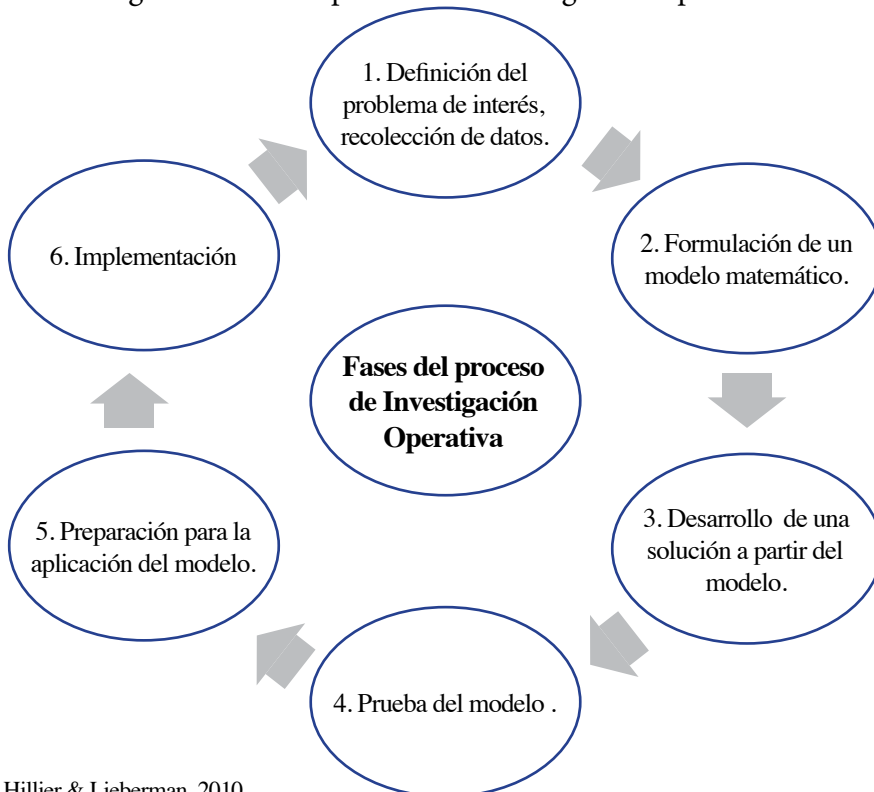 1. Definición del
problema de interés,
recolección de datos.
6. Implementación
2. Formulación de un
modelo matemático.
Fases del proceso
de Investigación
Operativa
5. Preparación para la
aplicación del modelo.
3. Desarrollo de una
solución a partir del
modelo.
4. Prueba del modelo .
Hillier & Lieberman, 2010